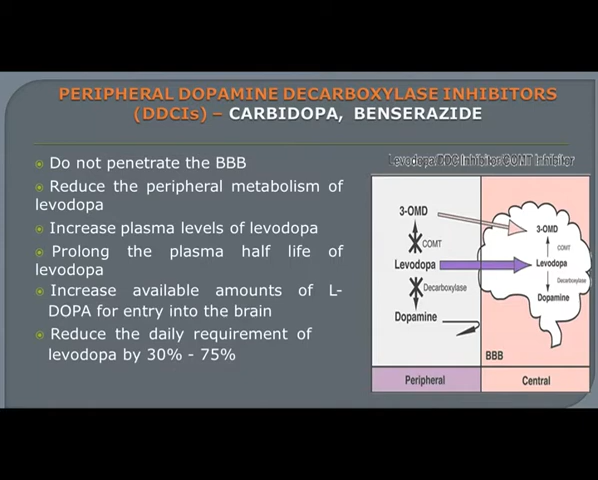 PERIPHERAL DOPAMINE DECARBOXYLASE INHIBITORS
(DDCIs) – CARBIDOPA, BENSERAZIDE
Do not penetrate the BBB
Reduce the peripheral metabolism of
levodopa
Increase plasma levels of levodopa
Prolong the plasma half life of
levodopa
Increase available amounts of L-
DOPA for entry into the brain
Reduce the daily requirement of
levodopa by 30% - 75%
Levodopa/DDC Inhibitor/COMT Inhibitor
3-OMD
COMT
Levodopa
Decarboxylase
Dopamine
3-OMD
COMT
Levodopa
Decarboxylase
Dopamine
BBB
Peripheral
Central